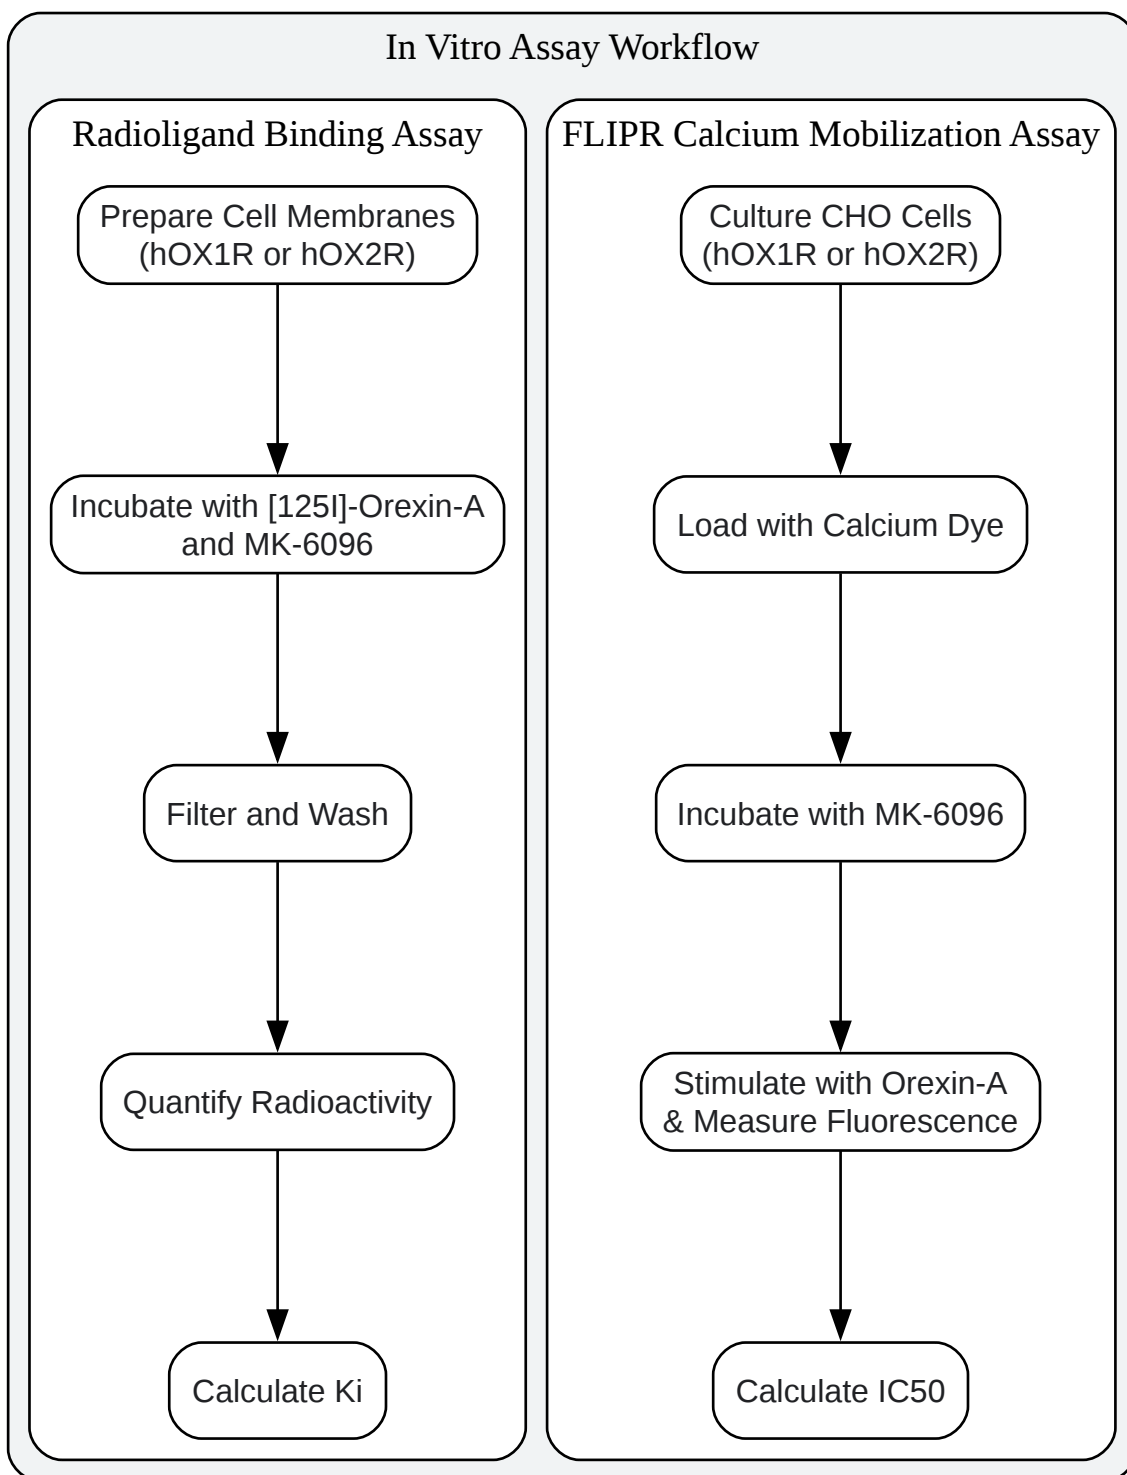 In Vitro Assay Workflow
Radioligand Binding Assay
Prepare Cell Membranes
(hOX1R or hOX2R)
Incubate with [125I]-Orexin-A
and MK-6096
Filter and Wash
Quantify Radioactivity
Calculate Ki
FLIPR Calcium Mobilization Assay
Culture CHO Cells
(hOX1R or hOX2R)
Load with Calcium Dye
Incubate with MK-6096
Stimulate with Orexin-A
& Measure Fluorescence
Calculate IC50